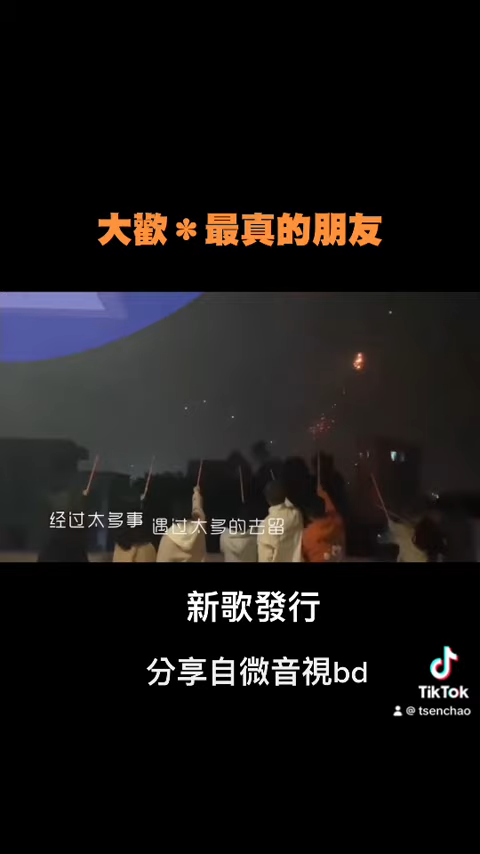 大歡＊最真的朋友
经过太多事 遇过太多的去留
新歌發行
分享自微音視bd
TikTok
@ tsenchao